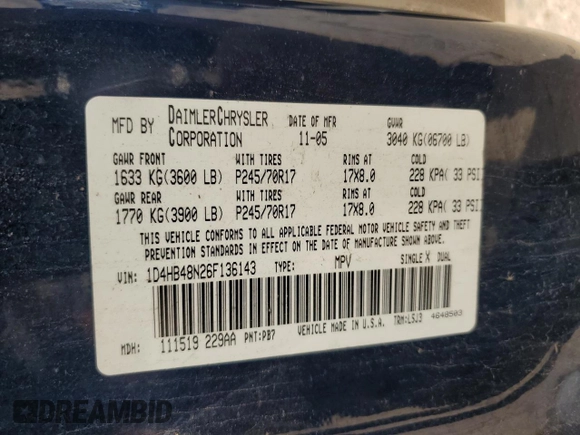 MFD BY DAIMLERCHRYSLER CORPORATION DATE OF MFR 11-05 GVWR 3040 KG(06700 LB)
GAWR FRONT WITH TIRES RIMS AT COLD
1633 KG(3600 LB) P245/70R17 17X8.0 228 KPA( 33 PSI)
GAWR REAR WITH TIRES RIMS AT COLD
1770 KG(3900 LB) P245/70R17 17X8.0 228 KPA( 33 PSI)
THIS VEHICLE CONFORMS TO ALL APPLICABLE FEDERAL MOTOR VEHICLE SAFETY AND THEFT
PREVENTION STANDARDS IN EFFECT ON THE DATE OF MANUFACTURE SHOWN ABOVE.
VIN: 1D4HB48N26F136143 TYPE: MPV SINGLE X DUAL
MDH: 111519 229AA PNT:PB7 VEHICLE MADE IN U.S.A. TRM:LSJ3 4648503
DREAMBID